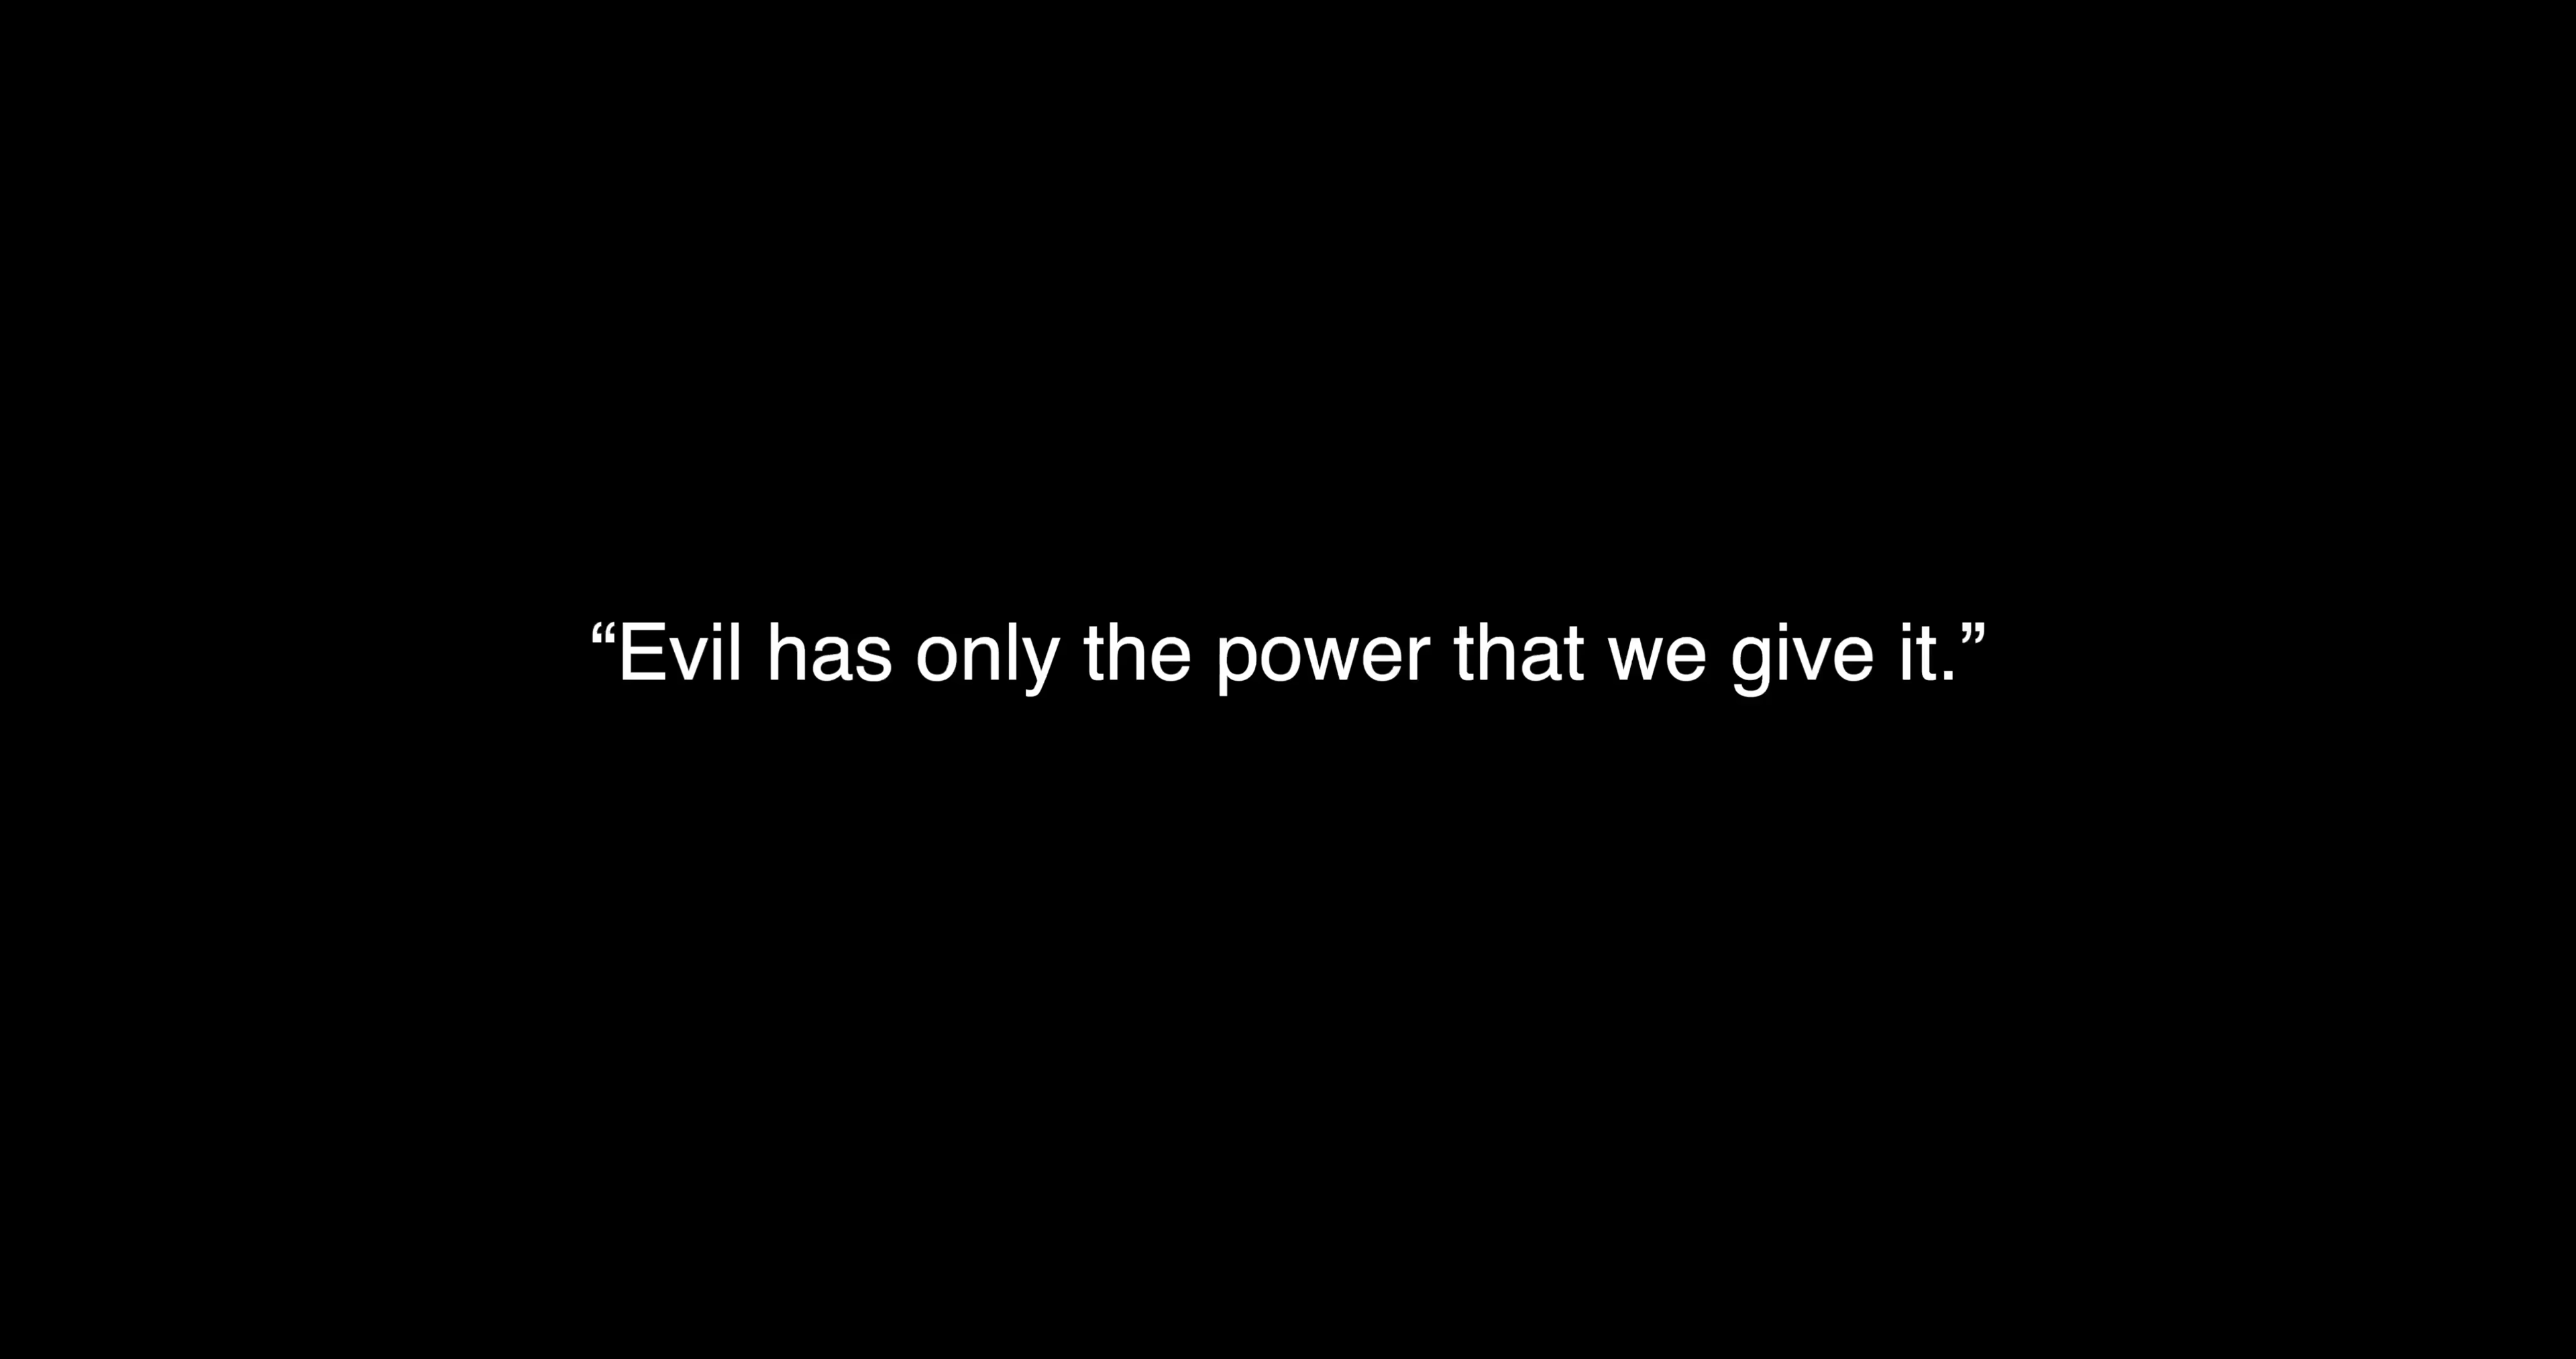 “Evil has only the power that we give it.”